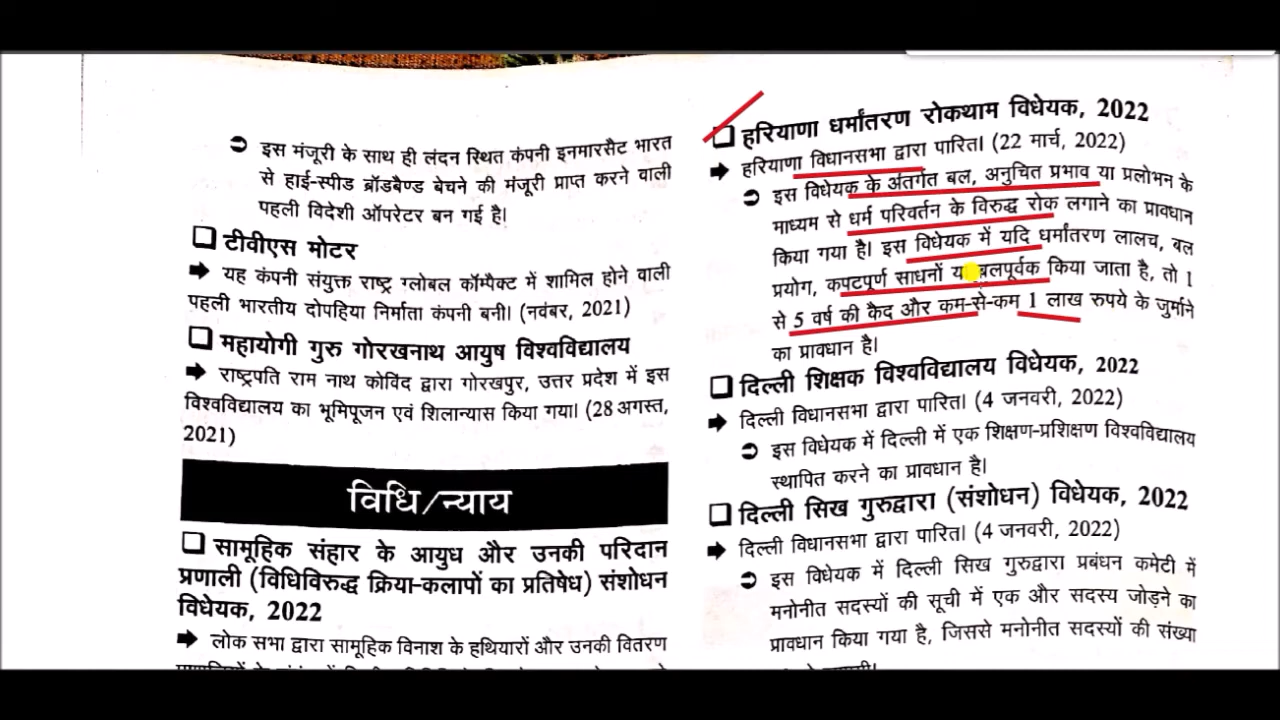 ➲ इस मंजूरी के साथ ही लंदन स्थित कंपनी इनमारसैट भारत
से हाई-स्पीड ब्रॉडबैण्ड बेचने की मंजूरी प्राप्त करने वाली
पहली विदेशी ऑपरेटर बन गई है।
❑ टीवीएस मोटर
➡ यह कंपनी संयुक्त राष्ट्र ग्लोबल कॉम्पैक्ट में शामिल होने वाली
पहली भारतीय दोपहिया निर्माता कंपनी बनी। (नवंबर, 2021)
❑ महायोगी गुरु गोरखनाथ आयुष विश्वविद्यालय
➡ राष्ट्रपति राम नाथ कोविंद द्वारा गोरखपुर, उत्तर प्रदेश में इस
विश्वविद्यालय का भूमिपूजन एवं शिलान्यास किया गया। (28 अगस्त,
2021)
विधि/न्याय
❑ सामूहिक संहार के आयुध और उनकी परिदान
प्रणाली (विधिविरुद्ध क्रिया-कलापों का प्रतिषेध) संशोधन
विधेयक, 2022
➡ लोक सभा द्वारा सामूहिक विनाश के हथियारों और उनकी वितरण
❑ हरियाणा धर्मांतरण रोकथाम विधेयक, 2022
➡ हरियाणा विधानसभा द्वारा पारित। (22 मार्च, 2022)
➲ इस विधेयक के अंतर्गत बल, अनुचित प्रभाव या प्रलोभन के
माध्यम से धर्म परिवर्तन के विरुद्ध रोक लगाने का प्रावधान
किया गया है। इस विधेयक में यदि धर्मांतरण लालच, बल
प्रयोग, कपटपूर्ण साधनों या बलपूर्वक किया जाता है, तो 1
से 5 वर्ष की कैद और कम-से-कम 1 लाख रुपये के जुर्माने
का प्रावधान है।
❑ दिल्ली शिक्षक विश्वविद्यालय विधेयक, 2022
➡ दिल्ली विधानसभा द्वारा पारित। (4 जनवरी, 2022)
➲ इस विधेयक में दिल्ली में एक शिक्षण-प्रशिक्षण विश्वविद्यालय
स्थापित करने का प्रावधान है।
❑ दिल्ली सिख गुरुद्वारा (संशोधन) विधेयक, 2022
➡ दिल्ली विधानसभा द्वारा पारित। (4 जनवरी, 2022)
➲ इस विधेयक में दिल्ली सिख गुरुद्वारा प्रबंधन कमेटी में
मनोनीत सदस्यों की सूची में एक और सदस्य जोड़ने का
प्रावधान किया गया है, जिससे मनोनीत सदस्यों की संख्या